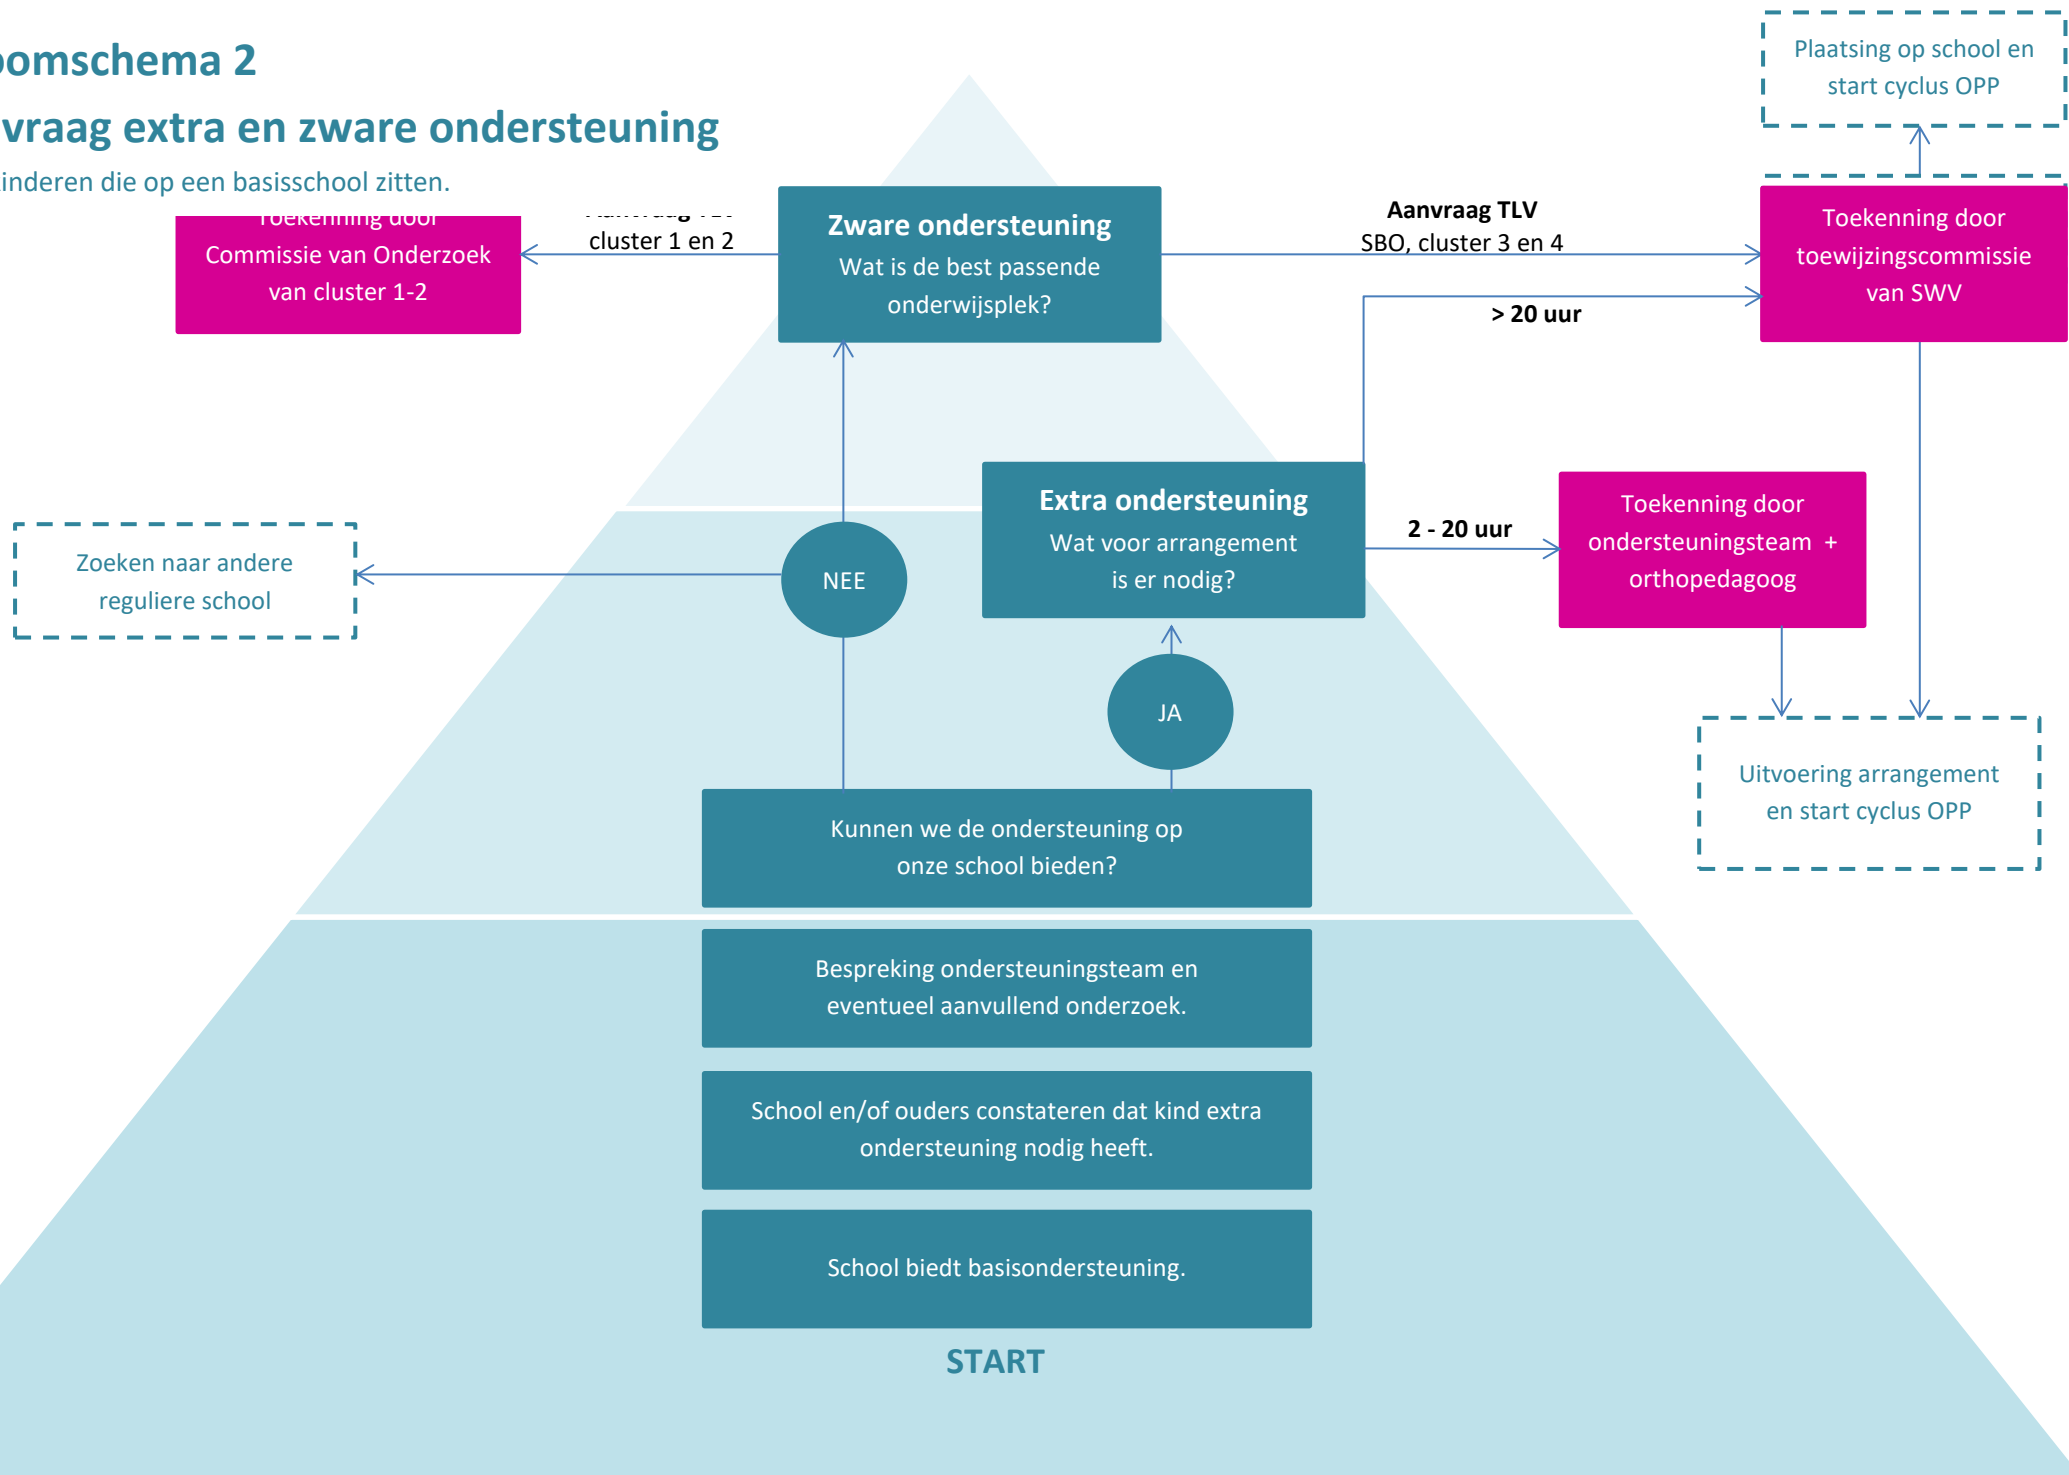 oomschema 2
vraag extra en zware ondersteuning
inderen die op een basisschool zitten.
Plaatsing op school en
start cyclus OPP
Toekenning door
Commissie van Onderzoek
van cluster 1-2
Aanvraag TLV
cluster 1 en 2
Zware ondersteuning
Wat is de best passende
onderwijsplek?
Aanvraag TLV
SBO, cluster 3 en 4
> 20 uur
Toekenning door
toewijzingscommissie
van SWV
Zoeken naar andere
reguliere school
NEE
Extra ondersteuning
Wat voor arrangement
is er nodig?
2 - 20 uur
Toekenning door
ondersteuningsteam +
orthopedagoog
JA
Uitvoering arrangement
en start cyclus OPP
Kunnen we de ondersteuning op
onze school bieden?
Bespreking ondersteuningsteam en
eventueel aanvullend onderzoek.
School en/of ouders constateren dat kind extra
ondersteuning nodig heeft.
School biedt basisondersteuning.
START